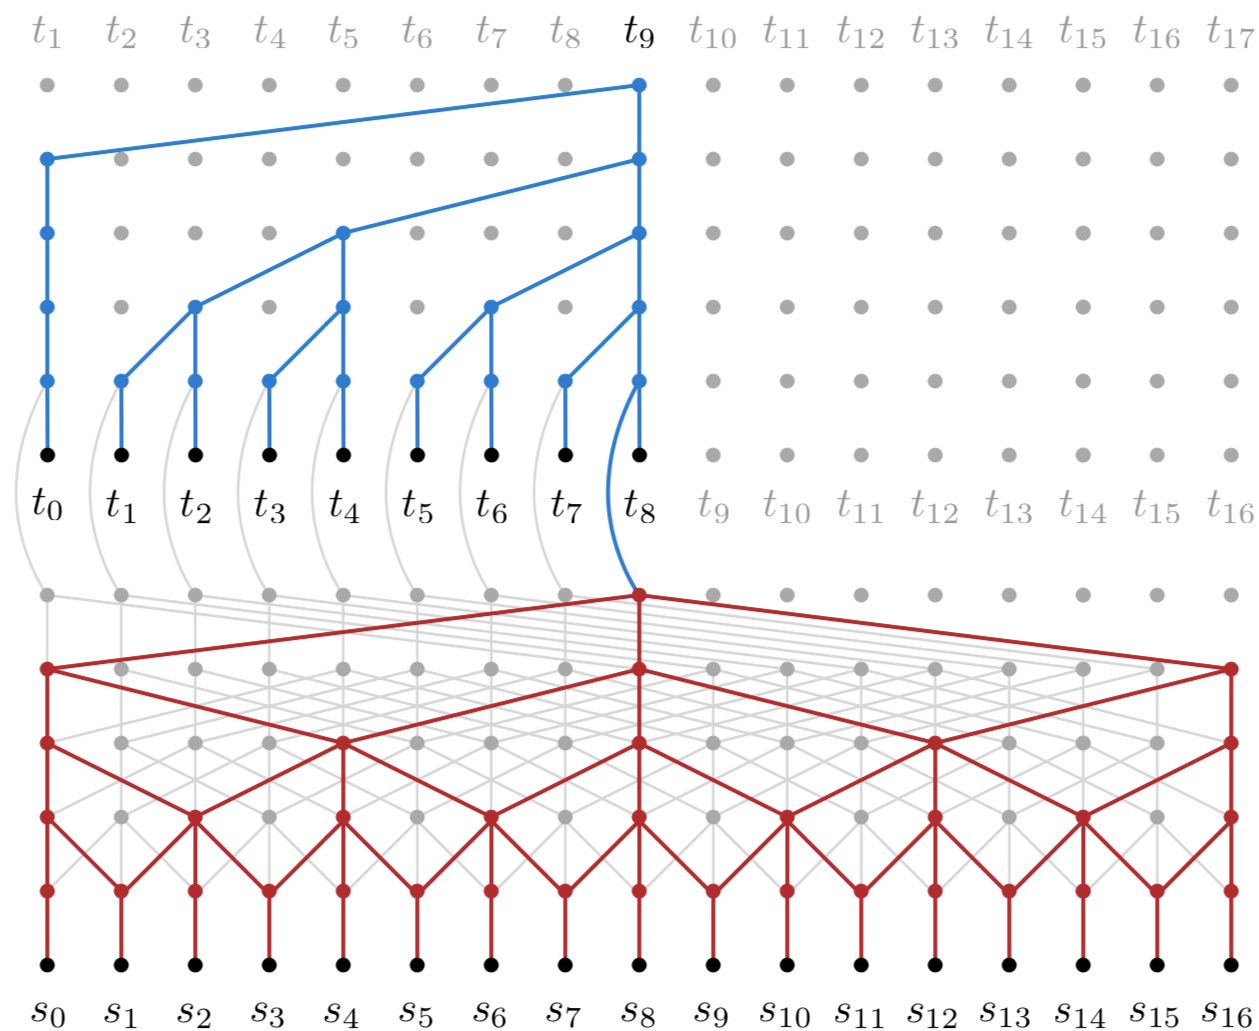 t₁ t₂ t₃ t₄ t₅ t₆ t₇ t₈ t₉ t₁₀ t₁₁ t₁₂ t₁₃ t₁₄ t₁₅ t₁₆ t₁₇
t₀ t₁ t₂ t₃ t₄ t₅ t₆ t₇ t₈ t₉ t₁₀ t₁₁ t₁₂ t₁₃ t₁₄ t₁₅ t₁₆
s₀ s₁ s₂ s₃ s₄ s₅ s₆ s₇ s₈ s₉ s₁₀ s₁₁ s₁₂ s₁₃ s₁₄ s₁₅ s₁₆